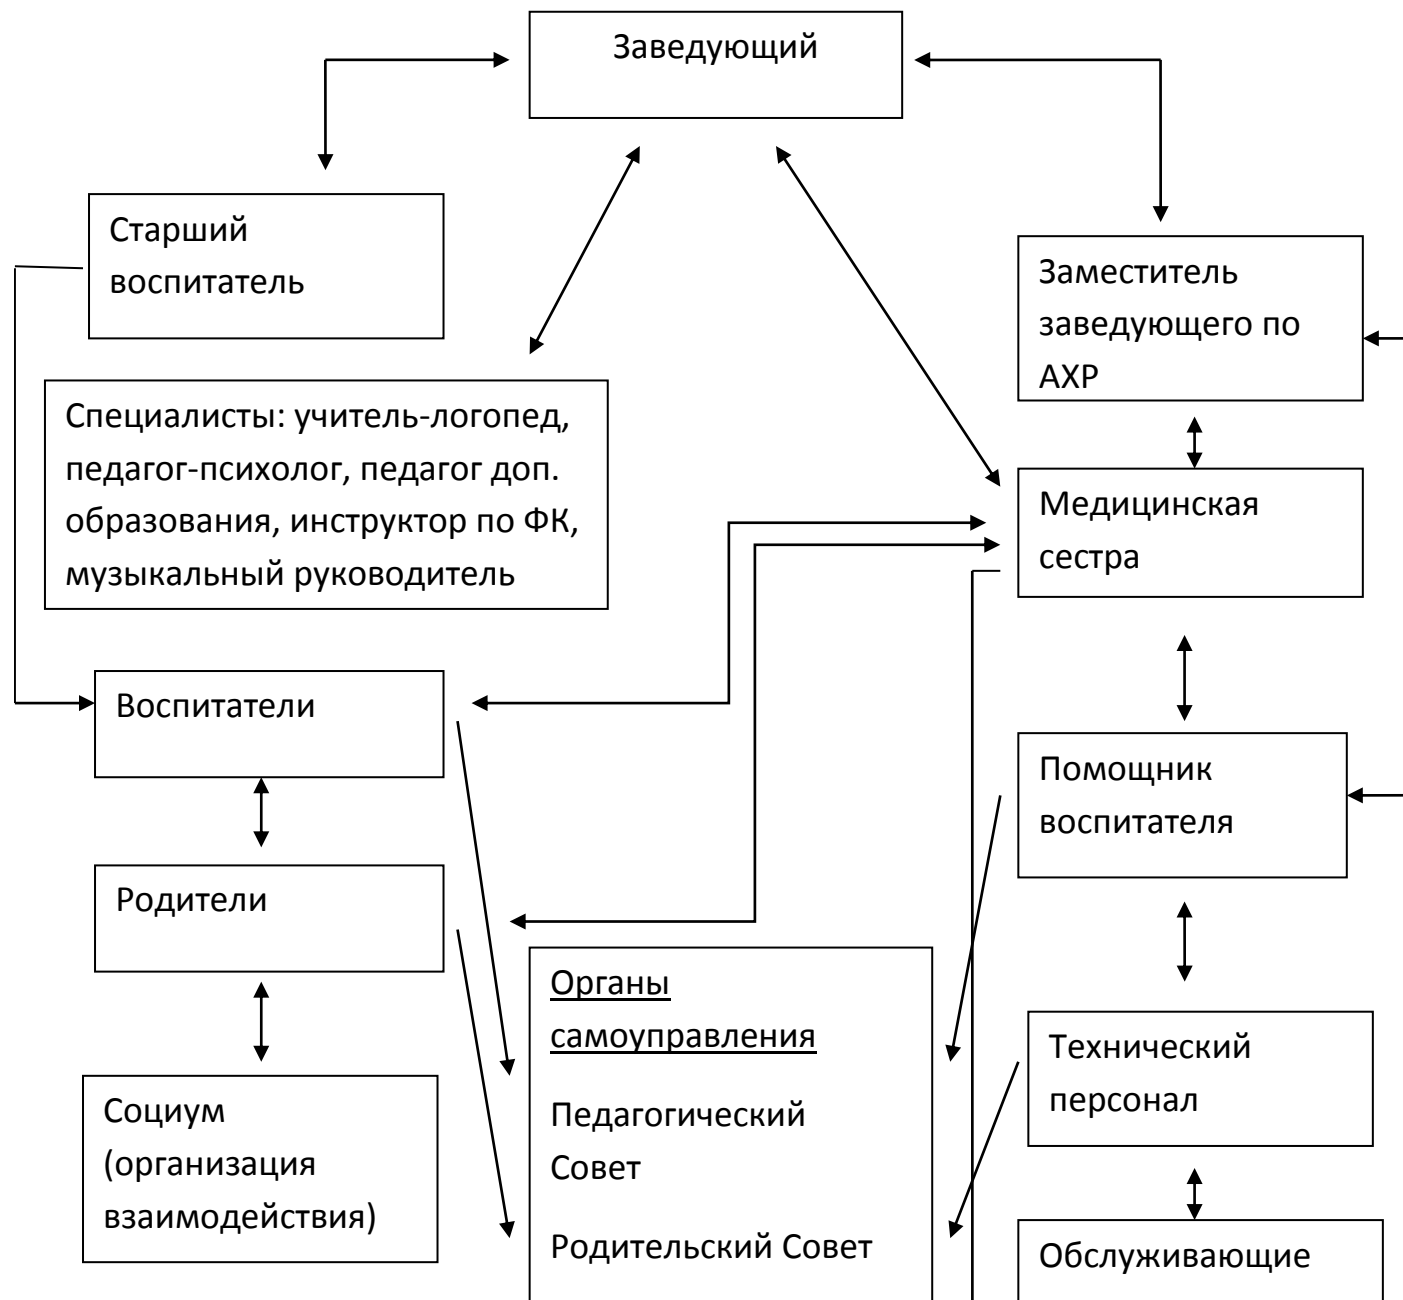 Заведующий
Старший
воспитатель
Заместитель
заведующего по
АХР
Специалисты: учитель-логопед,
педагог-психолог, педагог доп.
образования, инструктор по ФК,
музыкальный руководитель
Медицинская
сестра
Воспитатели
Помощник
воспитателя
Родители
Органы
самоуправления
Педагогический
Совет
Родительский Совет
Технический
персонал
Социум
(организация
взаимодействия)
Обслуживающие